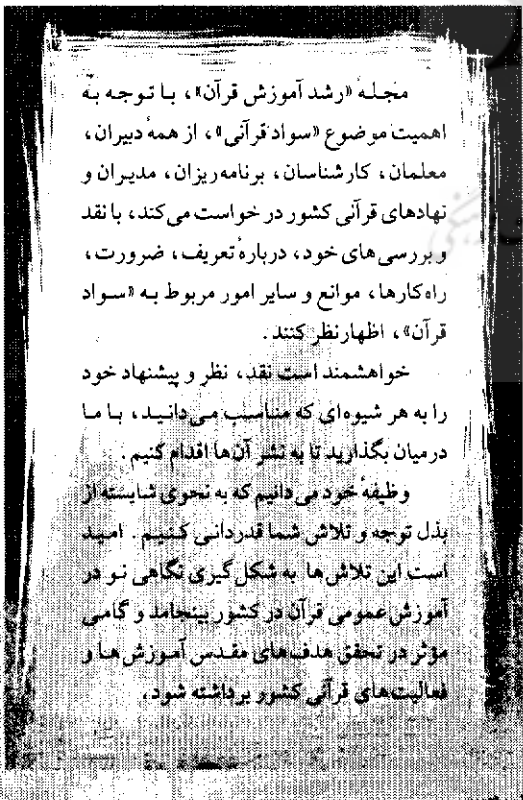 مجلهٔ «رشد آموزش قرآن»، با توجه به
اهمیت موضوع «سواد قرآنی»، از همهٔ دبیران،
معلمان، کارشناسان، برنامه‌ریزان، مدیران و
نهادهای قرآنی کشور درخواست می‌کند، با نقد
و بررسی‌های خود، دربارهٔ تعریف، ضرورت،
راه‌کارها، موانع و سایر امور مربوط به «سواد
قرآن»، اظهارنظر کنند.
خواهشمند است نقد، نظر و پیشنهاد خود
را به هر شیوه‌ای که مناسب می‌دانید، با ما
درمیان بگذارید تا به نشر آن‌ها اقدام کنیم.
وظیفهٔ خود می‌دانیم که به نحوی شایسته از
بذل توجه و تلاش شما قدردانی کنیم. امید
است این تلاش‌ها به شکل‌گیری نگاهی نو در
آموزش عمومی قرآن در کشور بینجامد و گامی
مؤثر در تحقق هدف‌های مقدس آموزش‌ها و
فعالیت‌های قرآنی کشور برداشته شود.